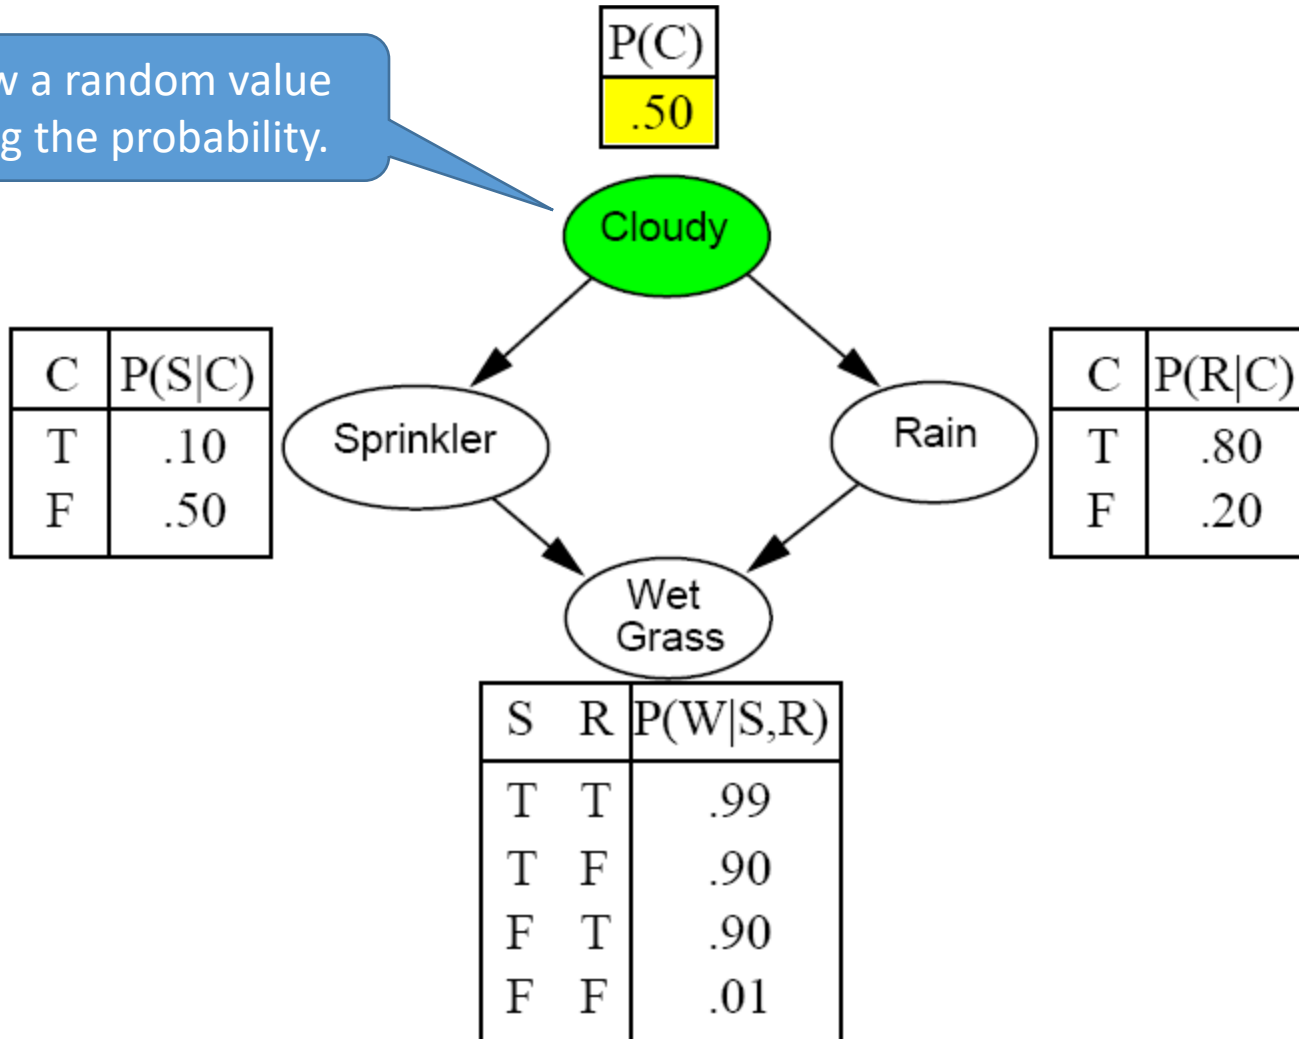 P(C)
.50
a random value
the probability.
Cloudy
C P(S|C)
T .10
F .50
Sprinkler
Rain
C P(R|C)
T .80
F .20
Wet
Grass
S R P(W|S,R)
T T .99
T F .90
F T .90
F F .01